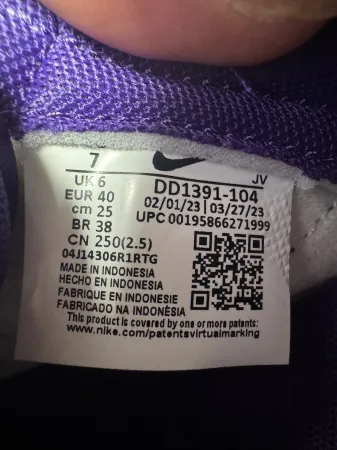 7 JV
UK 6 DD1391-104
EUR 40 02/01/23 | 03/27/23
cm 25 UPC 00195866271999
BR 38
CN 250(2.5)
04J14306R1RTG
MADE IN INDONESIA
HECHO EN INDONESIA
FABRIQUE EN INDONESIE
FABRICADO NA INDONÉSIA
This product is covered by one or more patents:
www.nike.com/patentsvirtualmarking